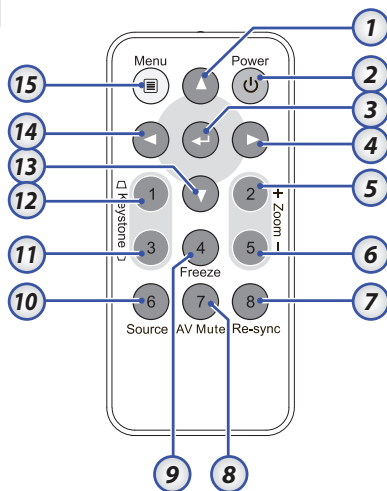 Menu Power
1
2
3
4
5
6
7
8
9
10
11
12
13
14
15
1 2
Keystone
+ Zoom −
3 4 5
Freeze
6 7 8
Source AV Mute Re-sync